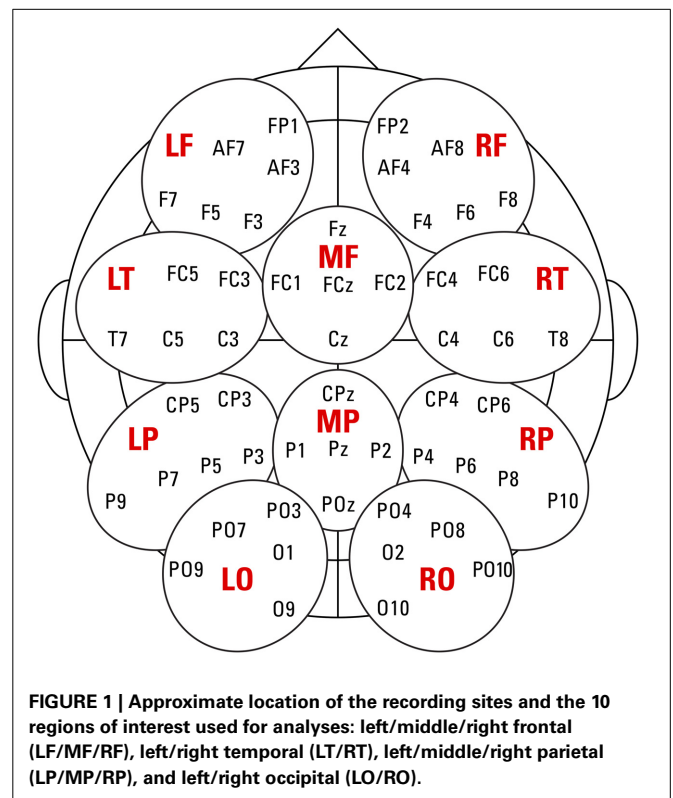 FP1 FP2
LF AF7 AF8 RF
AF3 AF4
F7 F8
F5 F3 F4 F6
Fz
MF
LT FC5 FC3 FC1 FCz FC2 FC4 FC6 RT
T7 C5 C3 Cz C4 C6 T8
CP5 CP3 CPz CP4 CP6
LP MP RP
P9 P7 P5 P3 P1 Pz P2 P4 P6 P8 P10
PO7 PO3 POz PO4 PO8
O1 O2
PO9 LO RO PO10
O9 O10
FIGURE 1 | Approximate location of the recording sites and the 10
regions of interest used for analyses: left/middle/right frontal
(LF/MF/RF), left/right temporal (LT/RT), left/middle/right parietal
(LP/MP/RP), and left/right occipital (LO/RO).